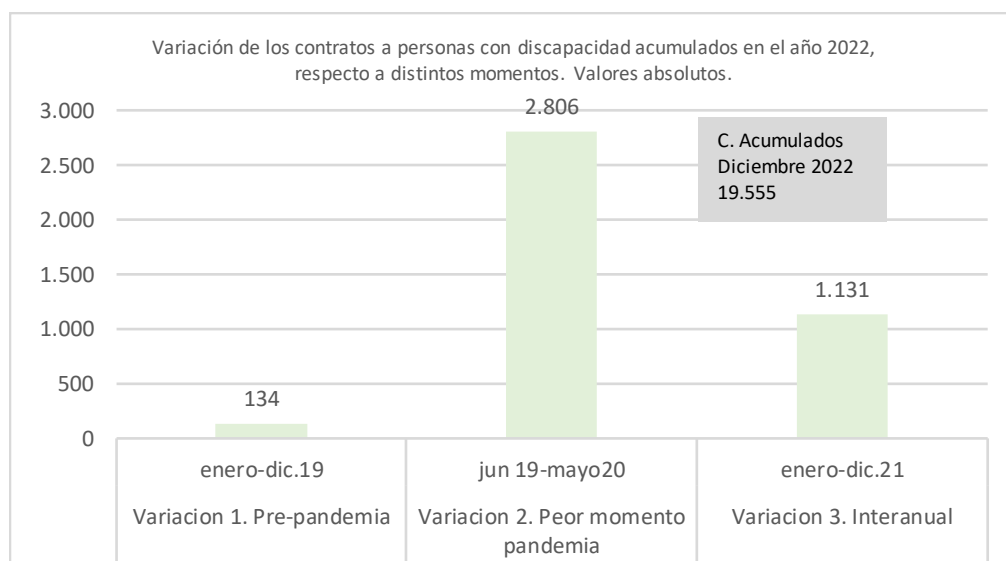 Variación de los contratos a personas con discapacidad acumulados en el año 2022,
respecto a distintos momentos. Valores absolutos.
3.000
2.500
2.000
1.500
1.000
500
0
134
2.806
1.131
C. Acumulados
Diciembre 2022
19.555
enero-dic.19
jun 19-mayo20
enero-dic.21
Variacion 1. Pre-pandemia
Variacion 2. Peor momento
pandemia
Variacion 3. Interanual